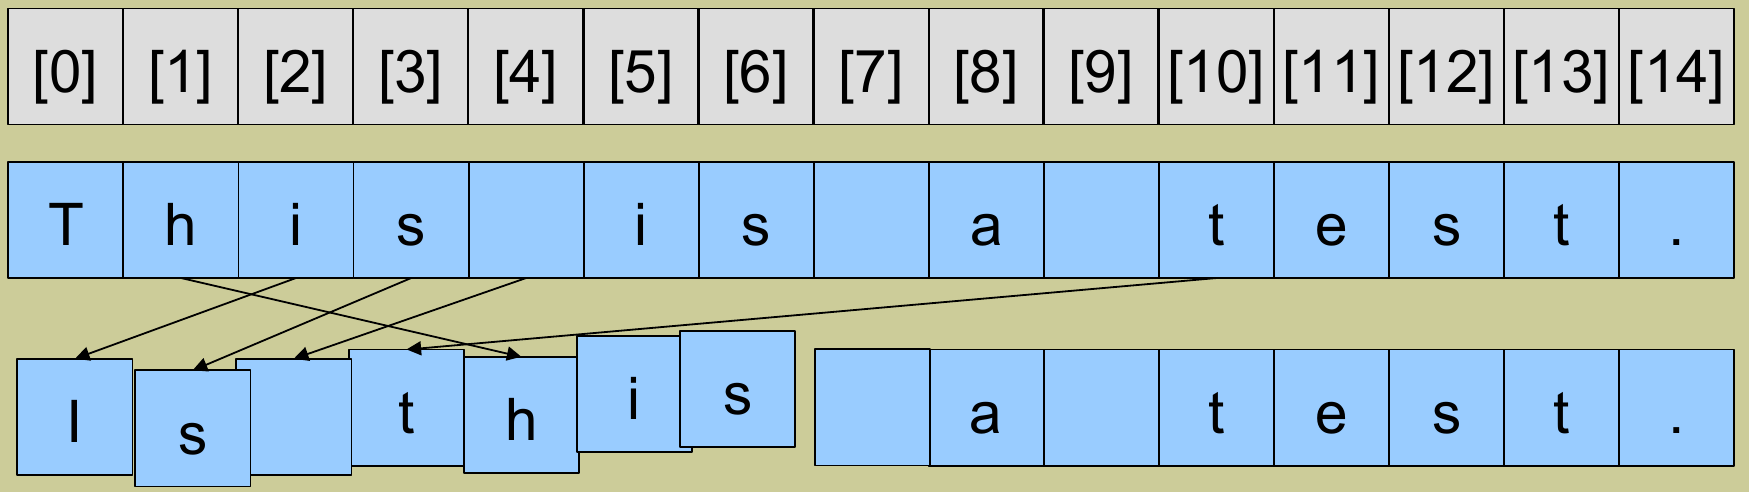 [0] [1] [2] [3] [4] [5] [6] [7] [8] [9] [10] [11] [12] [13] [14]
T h i s i s a t e s t .
I s t h i s a t e s t .